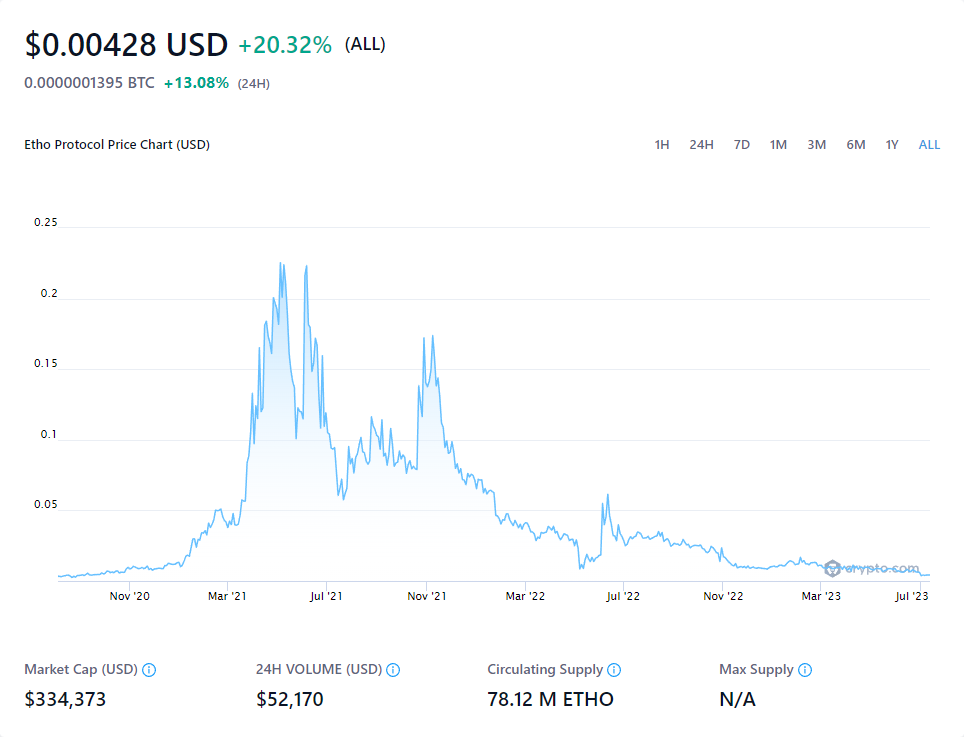 $0.00428 USD +20.32% (ALL)
0.0000001395 BTC +13.08% (24H)
Etho Protocol Price Chart (USD) 1H 24H 7D 1M 3M 6M 1Y ALL
0.25
0.2
0.15
0.1
0.05
crypto.com
Nov '20 Mar '21 Jul '21 Nov '21 Mar '22 Jul '22 Nov '22 Mar '23 Jul '23
Market Cap (USD) 24H VOLUME (USD) Circulating Supply Max Supply
$334,373 $52,170 78.12 M ETHO N/A